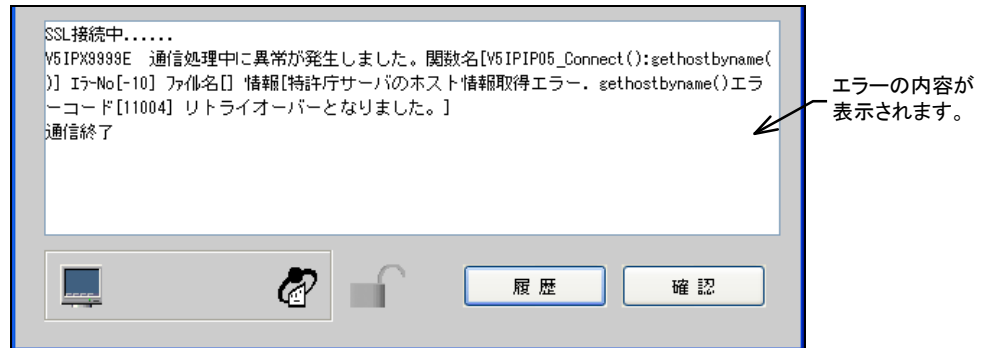 SSL接続中......
V5IPX9999E　通信処理中に異常が発生しました。関数名[V5IPIP05_Connect():gethostbyname(
)] ｴﾗｰNo[-10] ﾌｧｲﾙ名[] 情報[特許庁サーバのホスト情報取得エラー．gethostbyname()エラ
ーコード[11004] リトライオーバーとなりました。]
通信終了
エラーの内容が
表示されます。
履 歴
確 認